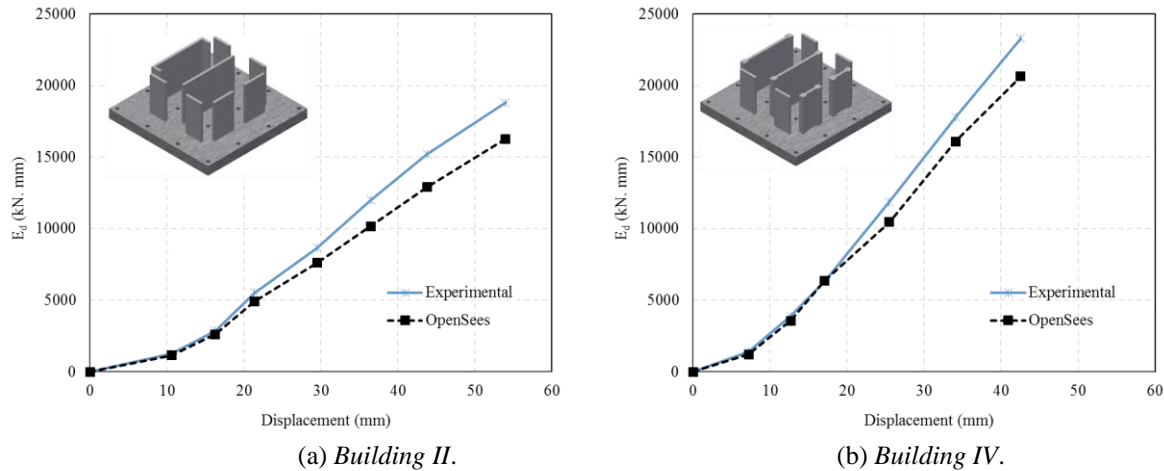 25000
20000
15000
10000
5000
0
E_d (kN. mm)
0 10 20 30 40 50 60
Displacement (mm)
Experimental
OpenSees
(a) Building II.
25000
20000
15000
10000
5000
0
E_d (kN. mm)
0 10 20 30 40 50 60
Displacement (mm)
Experimental
OpenSees
(b) Building IV.